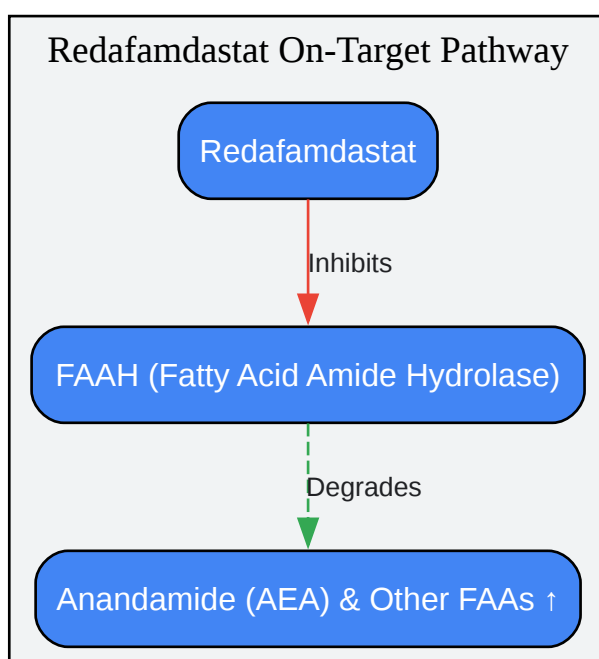 Redafamdastat On-Target Pathway
Redafamdastat
Inhibits
FAAH (Fatty Acid Amide Hydrolase)
Degrades
Anandamide (AEA) & Other FAAs ↑